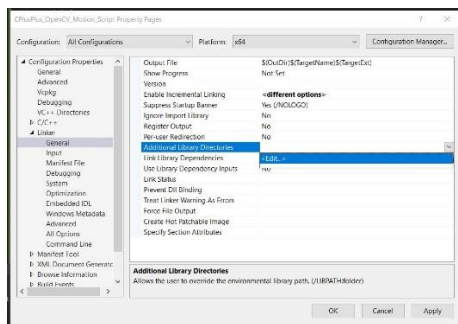 CPlusPlus_OpenCV_Motion_Script Property Pages
? ×
Configuration: All Configurations
Platform: x64
Configuration Manager...
Configuration Properties
General
Advanced
Vcpkg
Debugging
VC++ Directories
C/C++
Linker
General
Input
Manifest File
Debugging
System
Optimization
Embedded IDL
Windows Metadata
Advanced
All Options
Command Line
Manifest Tool
XML Document Generatc
Browse Information
Build Events
Output File $(OutDir)$(TargetName)$(TargetExt)
Show Progress Not Set
Version
Enable Incremental Linking <different options>
Suppress Startup Banner Yes (/NOLOGO)
Ignore Import Library No
Register Output No
Per-user Redirection No
Additional Library Directories
Link Library Dependencies <Edit...>
Use Library Dependency Inputs No
Link Status
Prevent Dll Binding
Treat Linker Warning As Errors
Force File Output
Create Hot Patchable Image
Specify Section Attributes
Additional Library Directories
Allows the user to override the environmental library path. (/LIBPATH:folder)
OK Cancel Apply